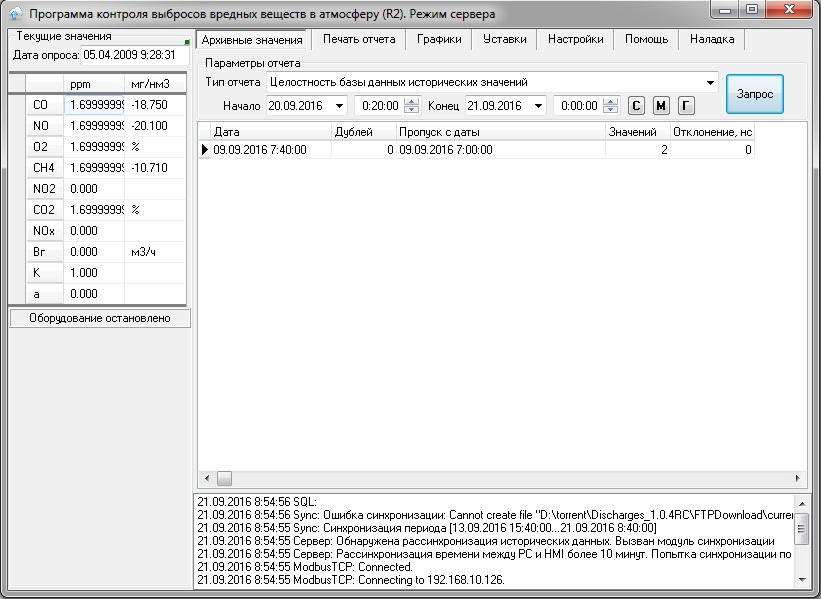 Программа контроля выбросов вредных веществ в атмосферу (R2). Режим сервера
Текущие значения
Дата опроса: 05.04.2009 9:28:31
ppm мг/нм3
CO 1.69999999 -18.750
NO 1.69999999 -20.100
O2 1.69999999 %
CH4 1.69999999 -10.710
NO2 0.000
CO2 1.69999999 %
NOx 0.000
Вг 0.000 м3/ч
K 1.000
a 0.000
Оборудование остановлено
Архивные значения Печать отчета Графики Уставки Настройки Помощь Наладка
Параметры отчета
Тип отчета Целостность базы данных исторических значений
Начало 20.09.2016 0:20:00 Конец 21.09.2016 0:00:00 С М Г
Запрос
Дата Дублей Пропуск с даты Значений Отклонение, нс
09.09.2016 7:40:00 0 09.09.2016 7:00:00 2 0
21.09.2016 8:54:56 SQL:
21.09.2016 8:54:56 Sync: Ошибка синхронизации: Cannot create file "D:\torrent\Discharges_1.0.4RC\FTPDownload\curre
21.09.2016 8:54:55 Sync: Синхронизация периода [13.09.2016 15:40:00...21.09.2016 8:40:00]
21.09.2016 8:54:55 Сервер: Обнаружена рассинхронизация исторических данных. Вызван модуль синхронизации
21.09.2016 8:54:55 Сервер: Рассинхронизация времени между PC и HMI более 10 минут. Попытка синхронизации по
21.09.2016 8:54:55 ModbusTCP: Connected.
21.09.2016 8:54:55 ModbusTCP: Connecting to 192.168.10.126.